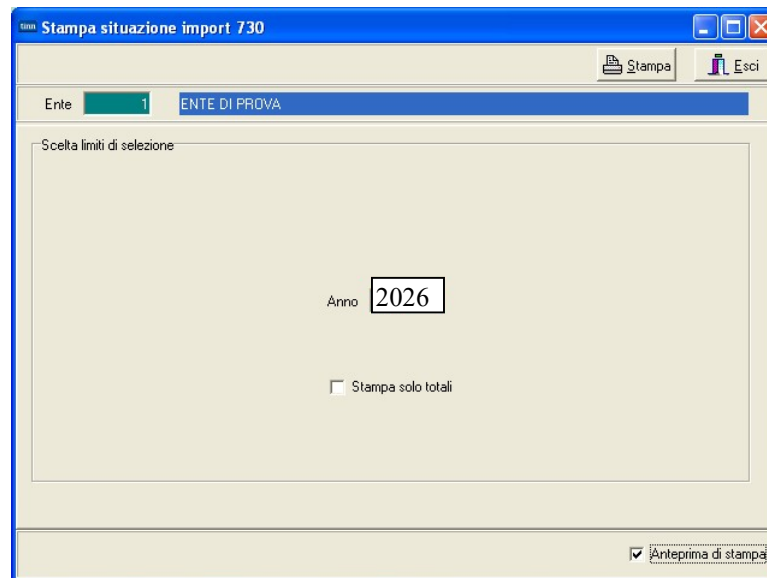 tinn Stampa situazione import 730
Stampa Esci
Ente 1 ENTE DI PROVA
Scelta limiti di selezione
Anno 2026
Stampa solo totali
Anteprima di stampa